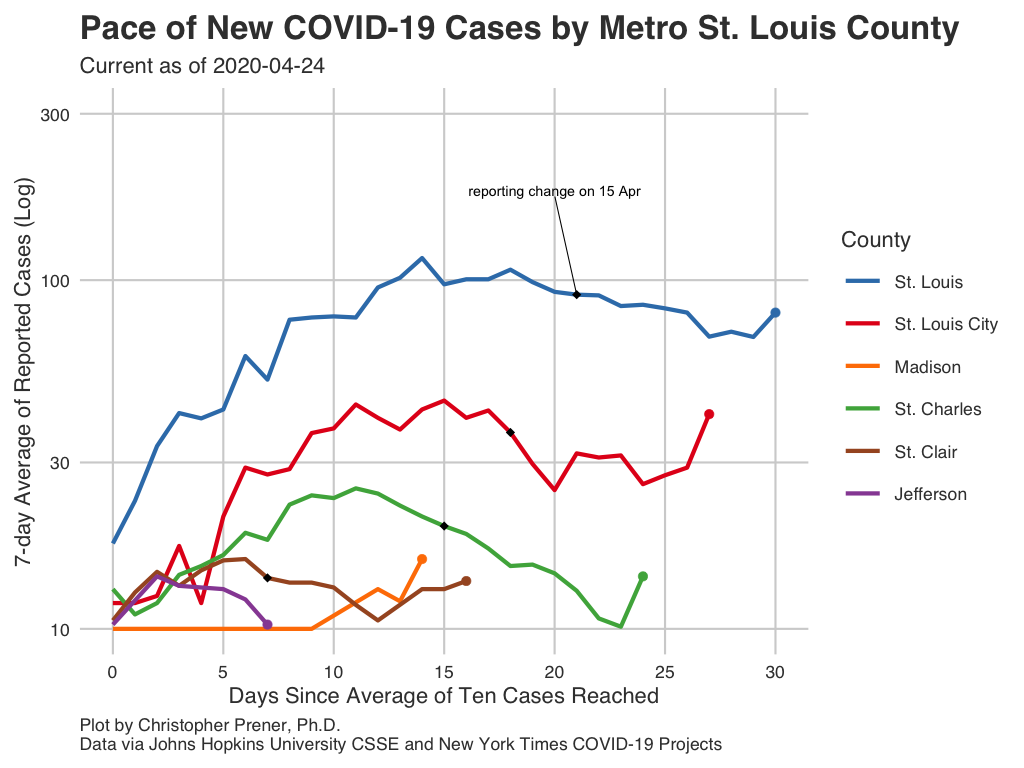 Pace of New COVID-19 Cases by Metro St. Louis County
Current as of 2020-04-24
7-day Average of Reported Cases (Log)
300
100
30
10
reporting change on 15 Apr
0 5 10 15 20 25 30
Days Since Average of Ten Cases Reached
County
St. Louis
St. Louis City
Madison
St. Charles
St. Clair
Jefferson
Plot by Christopher Prener, Ph.D.
Data via Johns Hopkins University CSSE and New York Times COVID-19 Projects